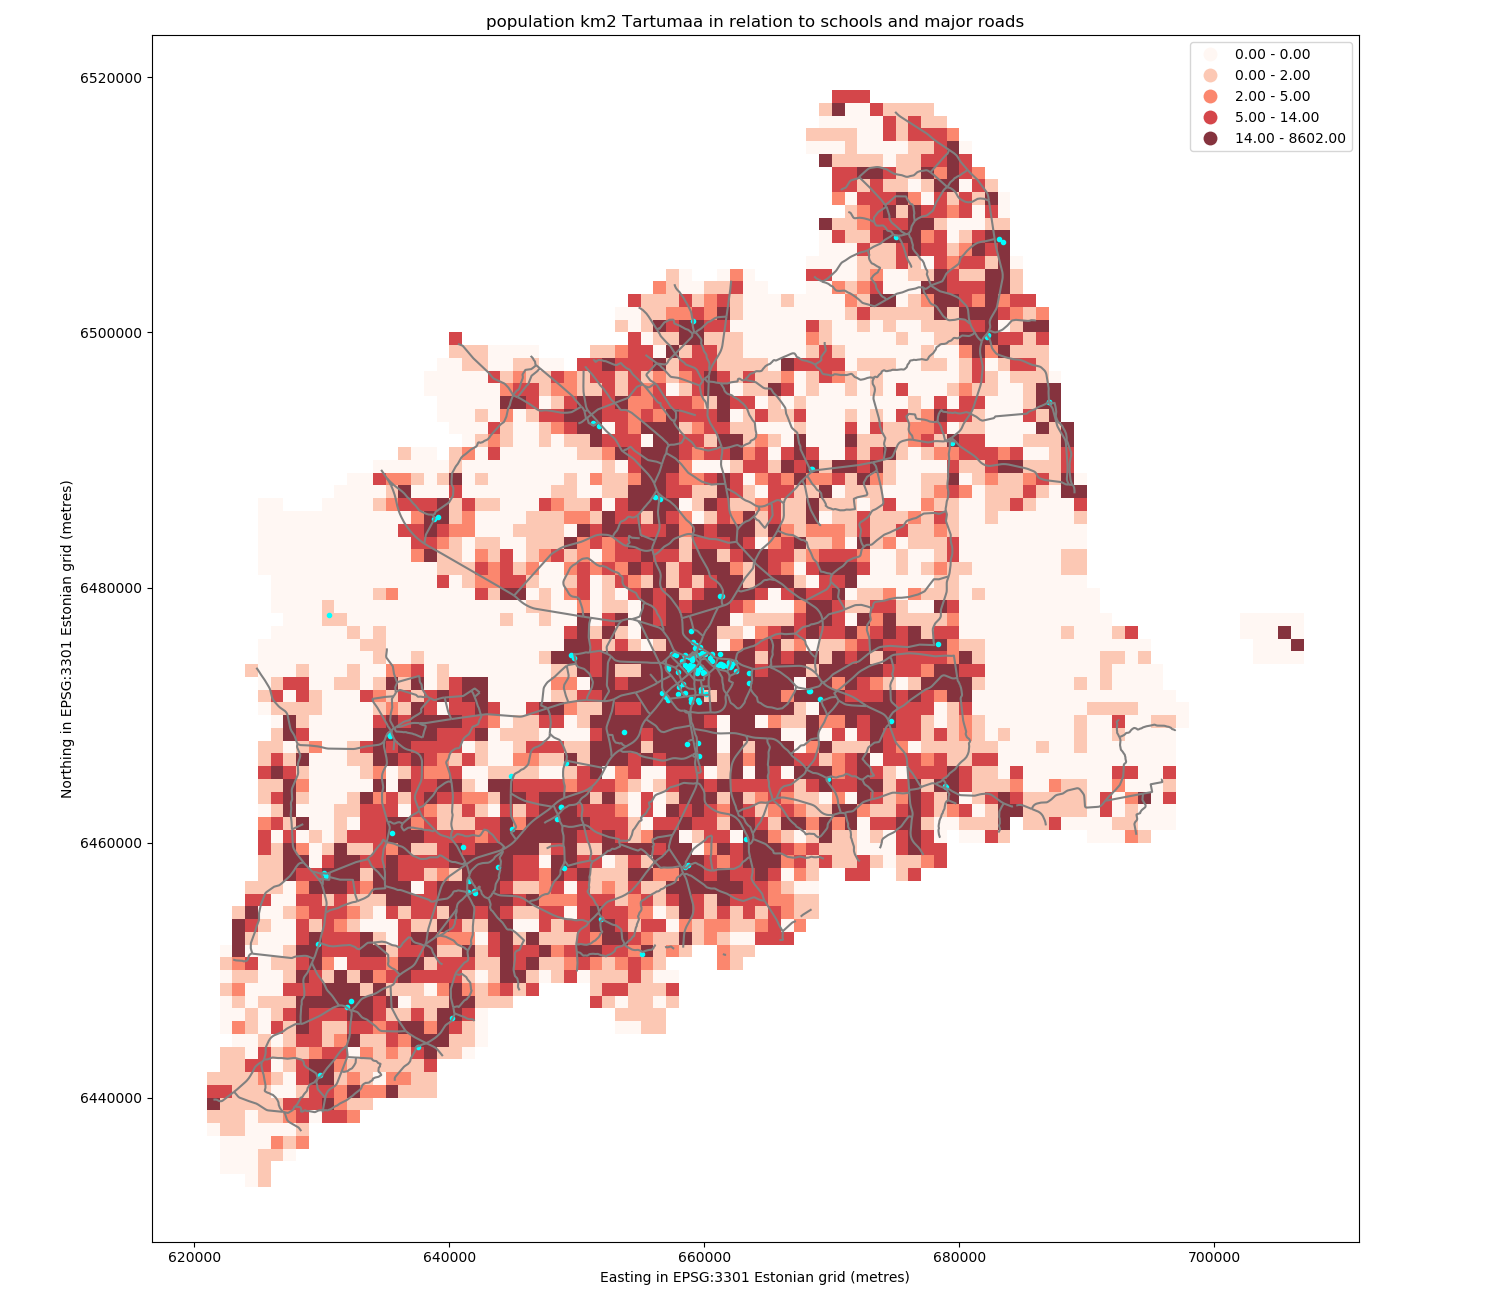 population km2 Tartumaa in relation to schools and major roads
0.00 - 0.00
0.00 - 2.00
2.00 - 5.00
5.00 - 14.00
14.00 - 8602.00
6520000
6500000
6480000
6460000
6440000
Northing in EPSG:3301 Estonian grid (metres)
620000
640000
660000
680000
700000
Easting in EPSG:3301 Estonian grid (metres)